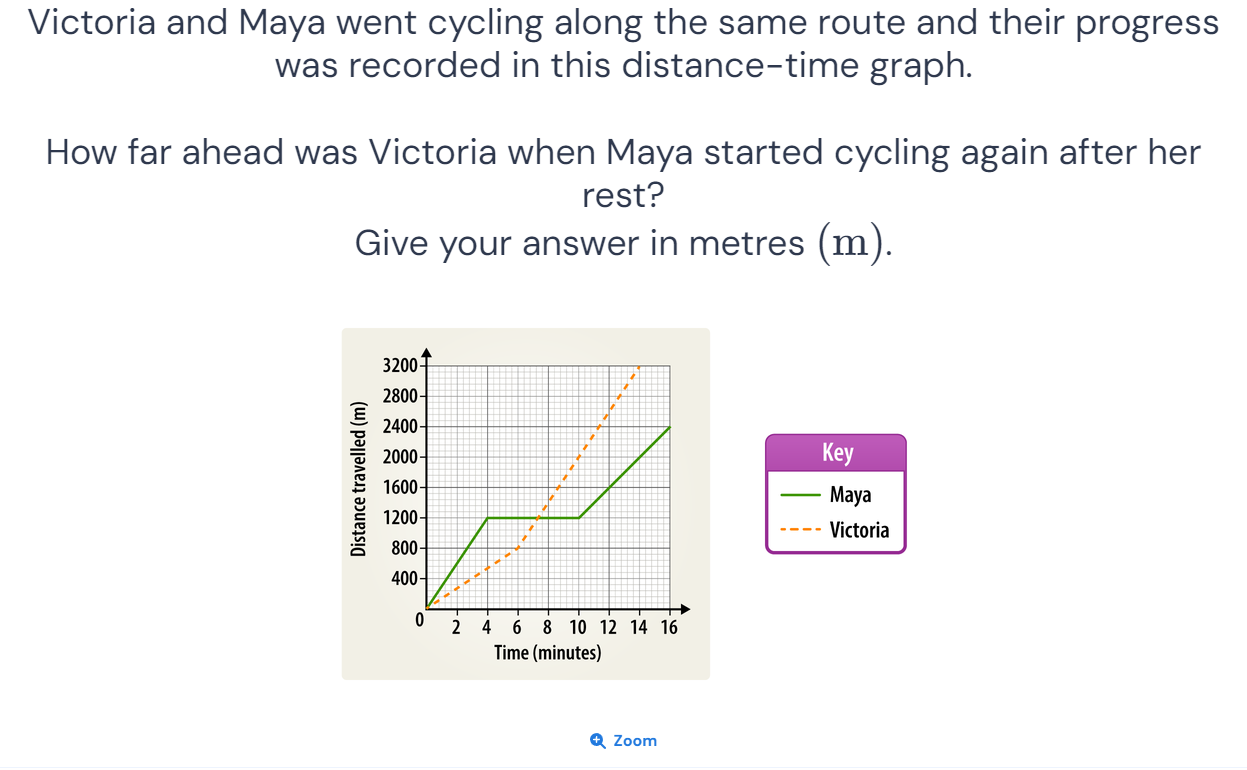 Victoria and Maya went cycling along the same route and their progress
was recorded in this distance-time graph.
How far ahead was Victoria when Maya started cycling again after her
rest?
Give your answer in metres (m).
3200
2800
2400
2000
1600
1200
800
400
0
2 4 6 8 10 12 14 16
Distance travelled (m)
Time (minutes)
Key
Maya
Victoria
Zoom